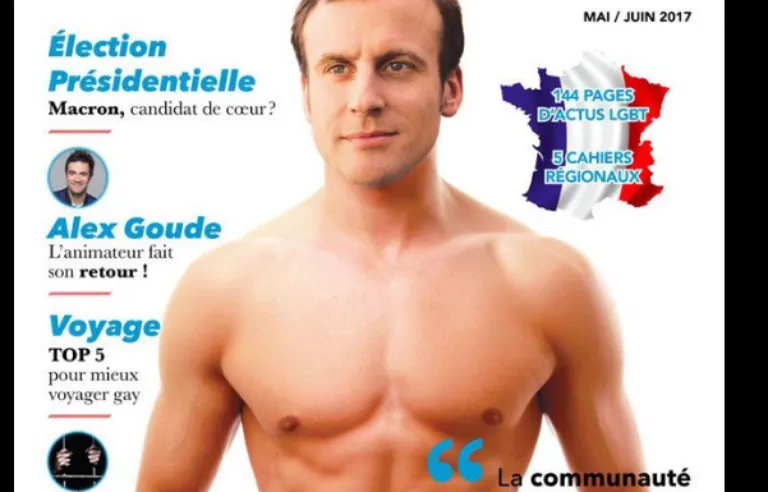 MAI / JUIN 2017
Élection
Présidentielle
Macron, candidat de cœur ?
144 PAGES
D'ACTUS LGBT
5 CAHIERS
RÉGIONAUX
Alex Goude
L'animateur fait
son retour !
Voyage
TOP 5
pour mieux
voyager gay
“ La communauté